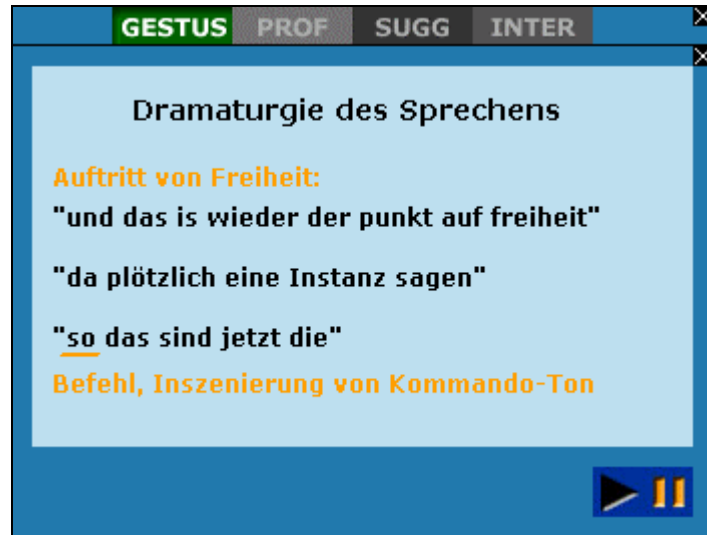 GESTUS PROF SUGG INTER
Dramaturgie des Sprechens
Auftritt von Freiheit:
"und das is wieder der punkt auf freiheit"
"da plötzlich eine Instanz sagen"
"so das sind jetzt die"
Befehl, Inszenierung von Kommando-Ton